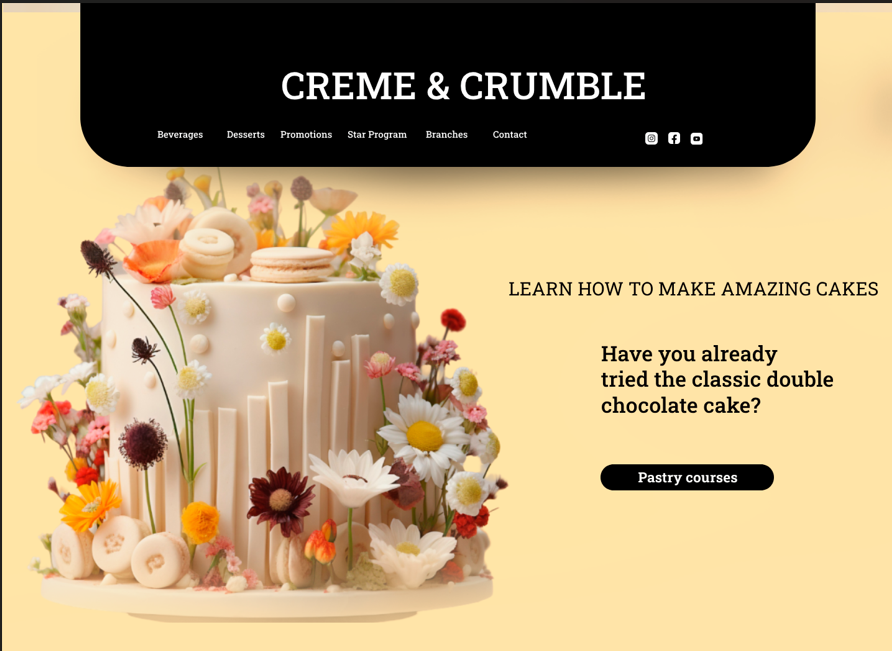 CREME & CRUMBLE
Beverages Desserts Promotions Star Program Branches Contact
LEARN HOW TO MAKE AMAZING CAKES
Have you already
tried the classic double
chocolate cake?
Pastry courses